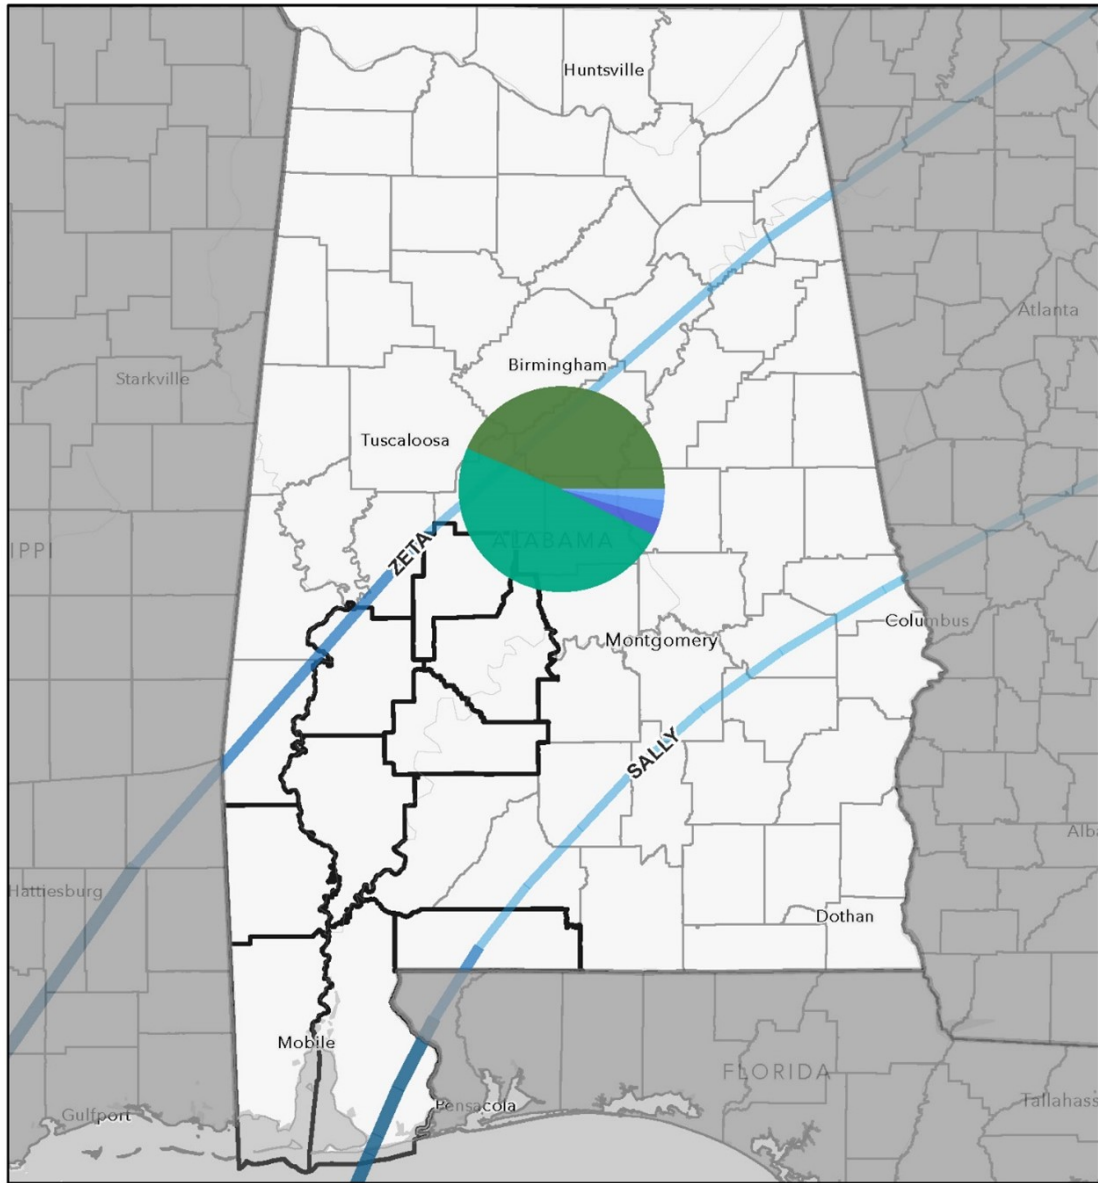 Huntsville
Atlanta
Birmingham
Starkville
Tuscaloosa
IPPI
ZETA
ALABAMA
Columbus
Montgomery
SALLY
Alba
Hattiesburg
Dothan
Mobile
FLORIDA
Gulfport
Pensacola
Tallahass